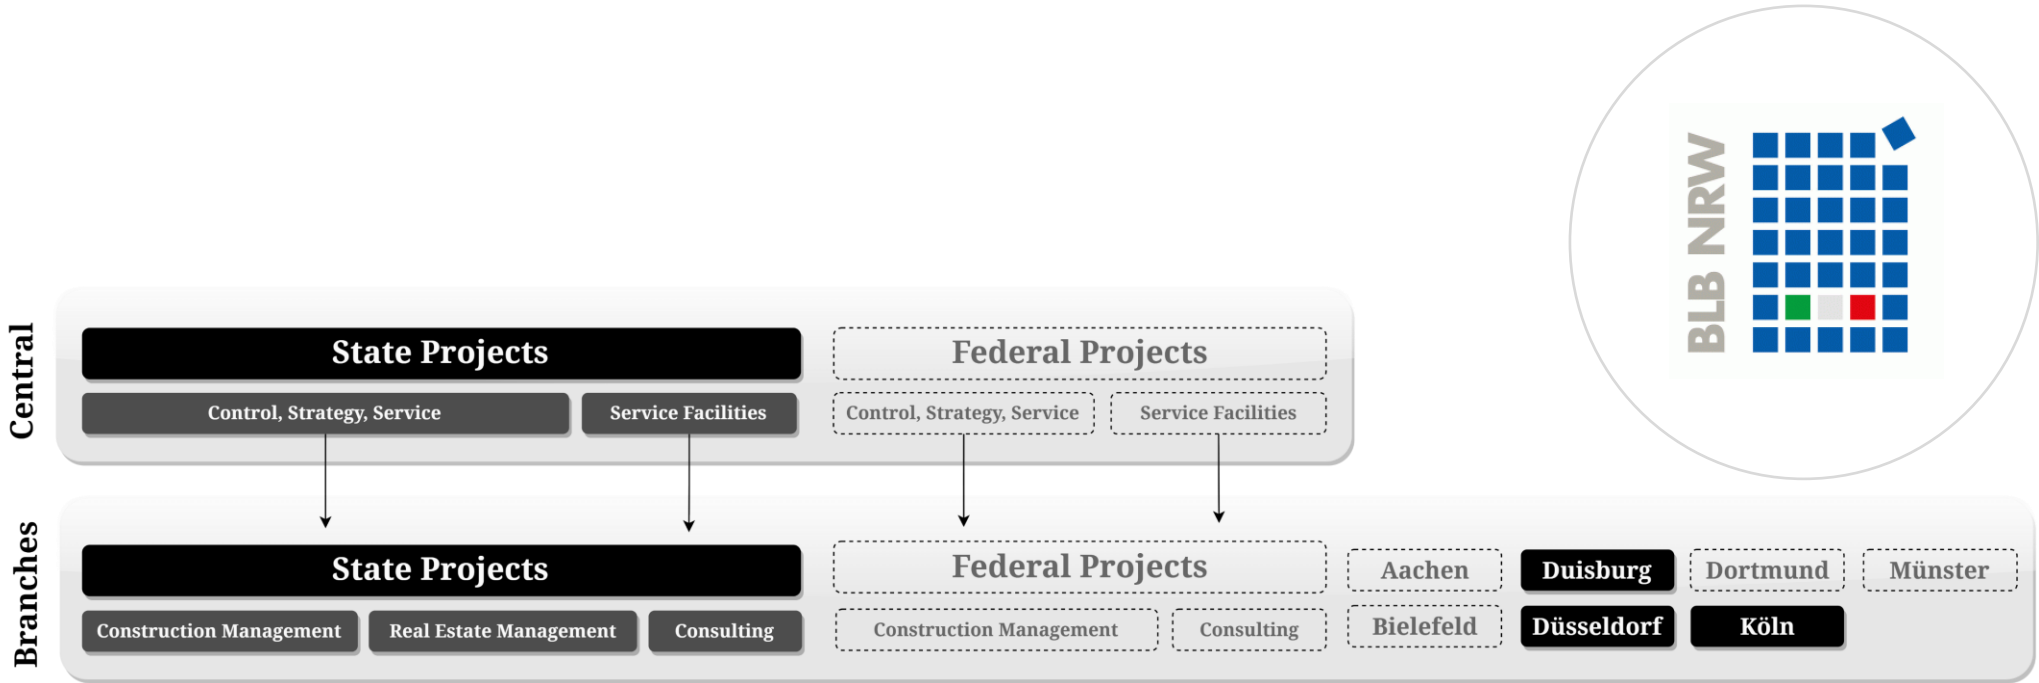 BLB NRW
Central
State Projects
Federal Projects
Control, Strategy, Service
Service Facilities
Control, Strategy, Service
Service Facilities
Branches
State Projects
Federal Projects
Construction Management
Real Estate Management
Consulting
Construction Management
Consulting
Aachen
Duisburg
Dortmund
Münster
Bielefeld
Düsseldorf
Köln